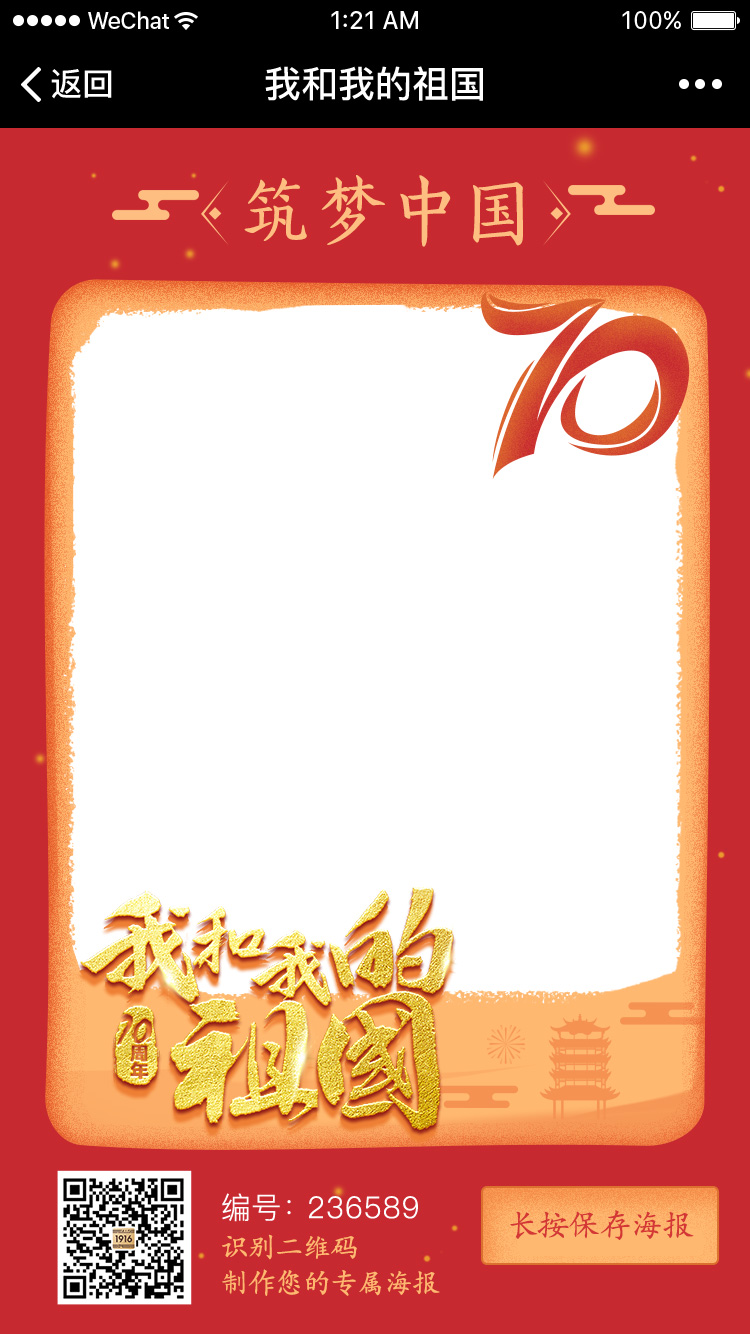 WeChat 1:21 AM 100%
返回 我和我的祖国
筑梦中国
70
我和我的
祖國
70周年
1916
编号：236589
识别二维码
制作您的专属海报
长按保存海报